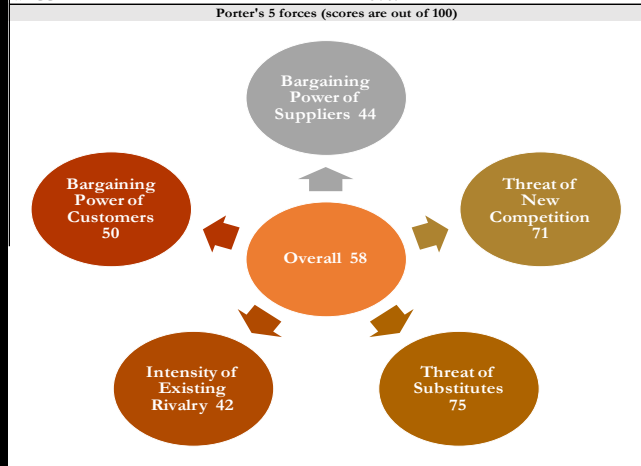 Porter's 5 forces (scores are out of 100)
Bargaining
Power of
Suppliers 44
Bargaining
Power of
Customers
50
Threat of
New
Competition
71
Overall 58
Intensity of
Existing
Rivalry 42
Threat of
Substitutes
75